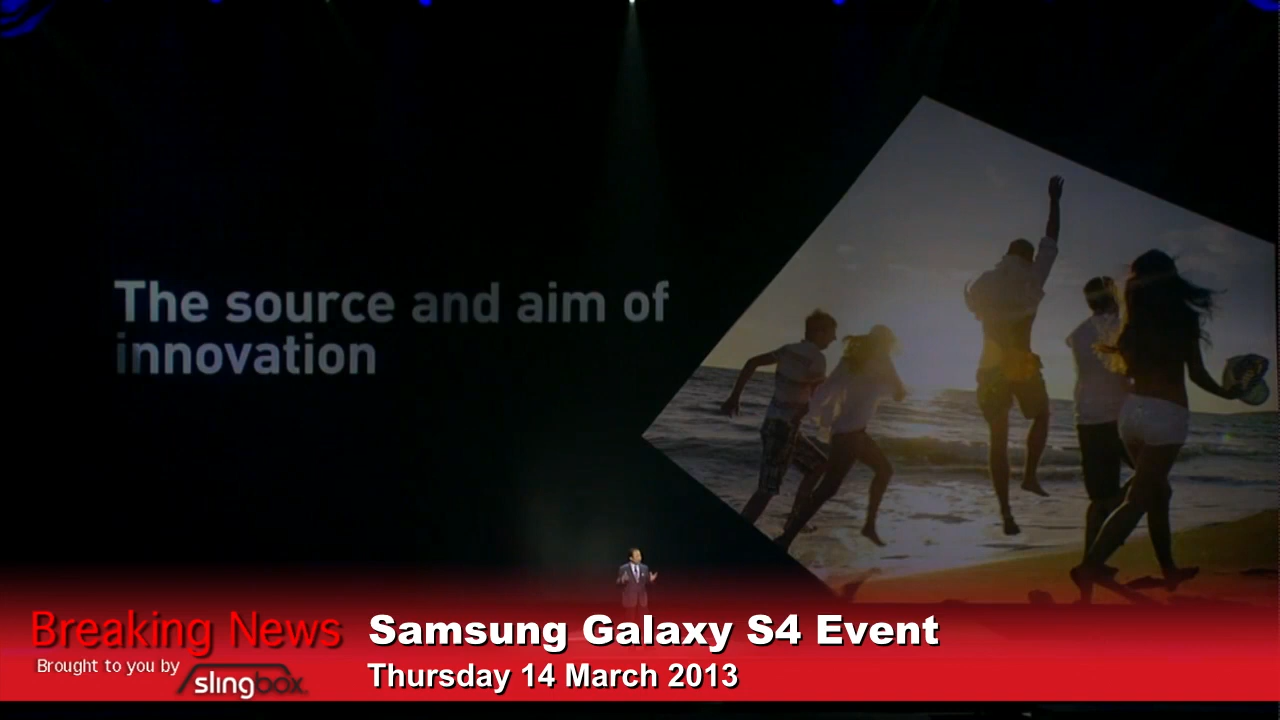 The source and aim of
innovation
Breaking News
Brought to you by
slingbox
Samsung Galaxy S4 Event
Thursday 14 March 2013